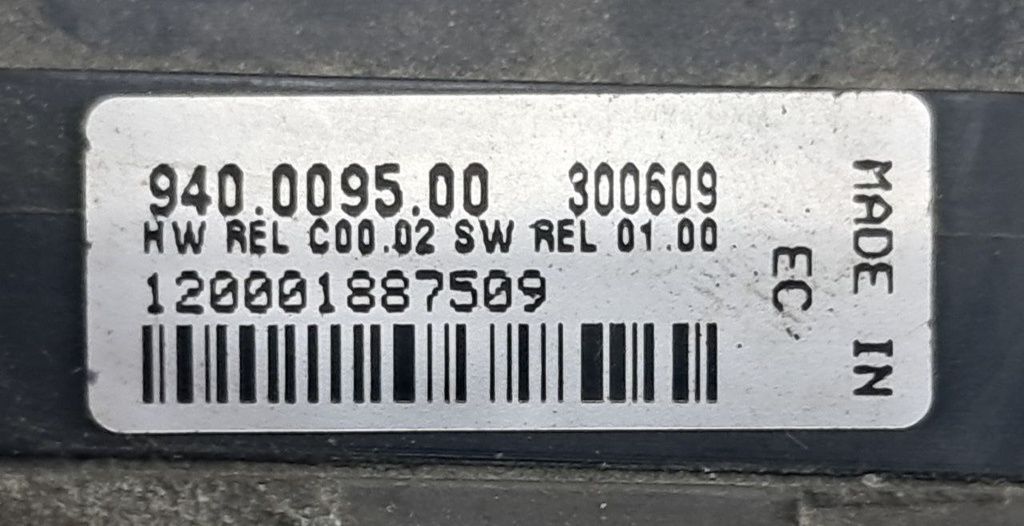 940.0095.00 300609
HW REL C00.02 SW REL 01.00
120001887509
MADE IN
EC